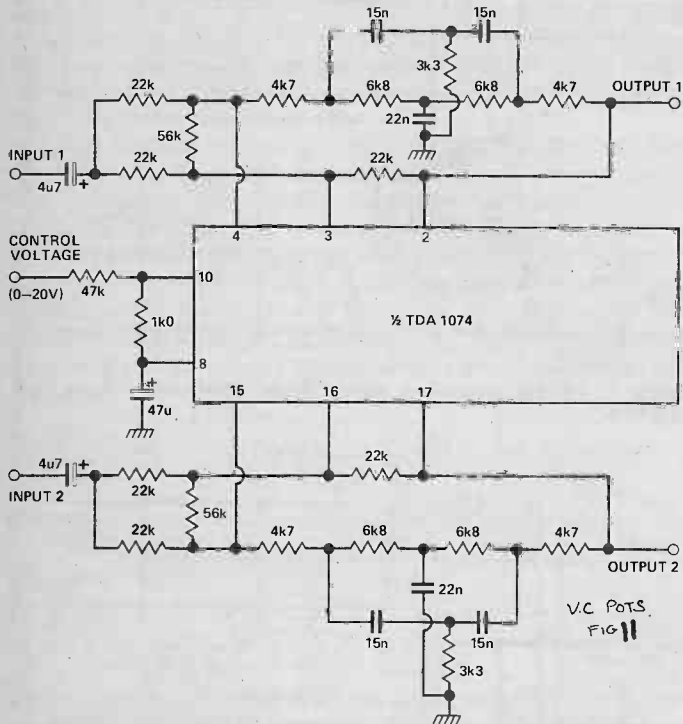 15n 15n
3k3
22k 4k7 6k8 6k8 4k7 OUTPUT 1
56k 22n
INPUT 1 22k 22k
4u7
4 3 2
CONTROL
VOLTAGE
(0–20V) 47k 10
1k0 ½ TDA 1074
8
47u 15 16 17
4u7 22k
INPUT 2 22k
56k
22k 4k7 6k8 6k8 4k7
OUTPUT 2
22n
15n 15n
3k3
V.C POTS
FIG 11